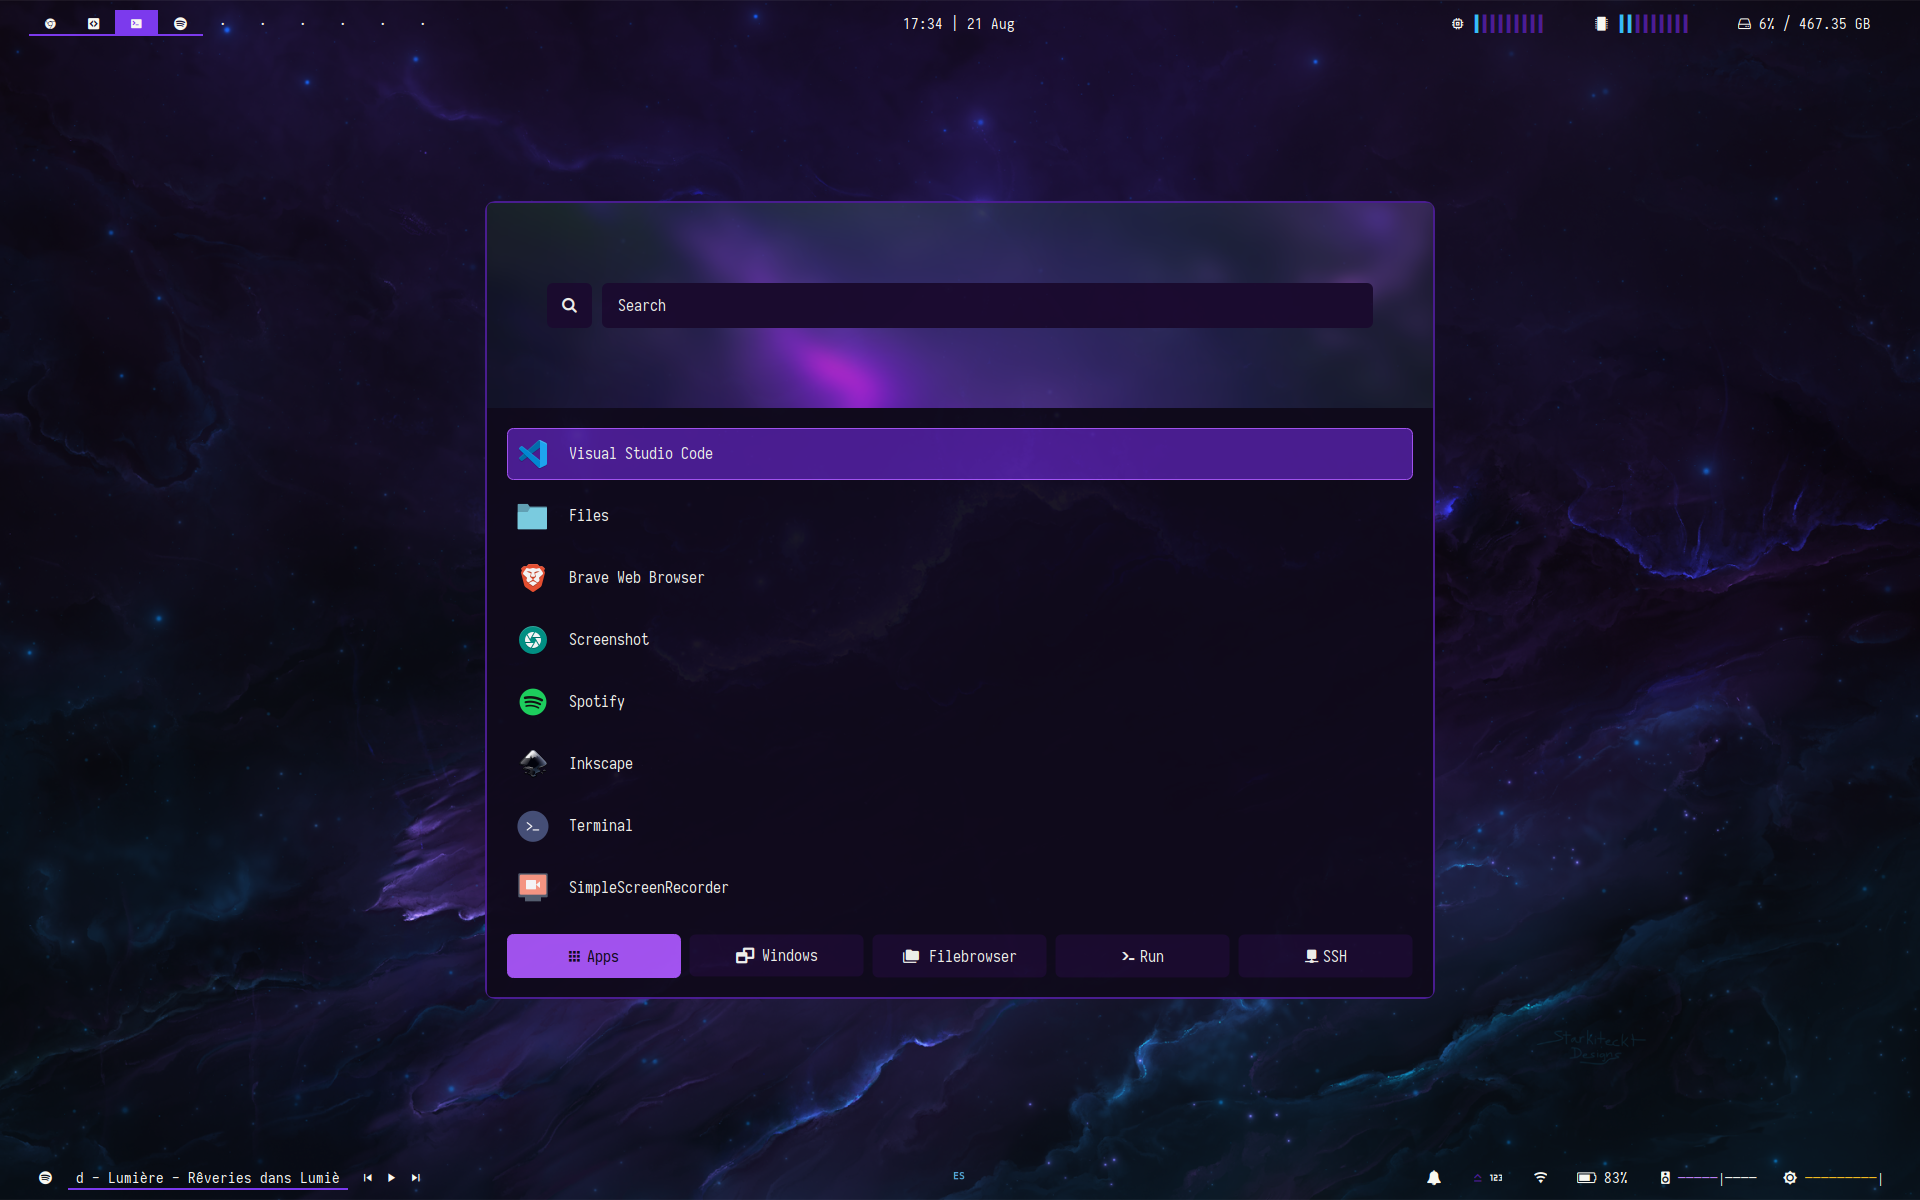 17:34 | 21 Aug
6% / 467.35 GB
Search
Visual Studio Code
Files
Brave Web Browser
Screenshot
Spotify
Inkscape
Terminal
SimpleScreenRecorder
Apps
Windows
Filebrowser
Run
SSH
Starkiteckt
Designs
d - Lumière - Rêveries dans Lumiè
ES
123
83%